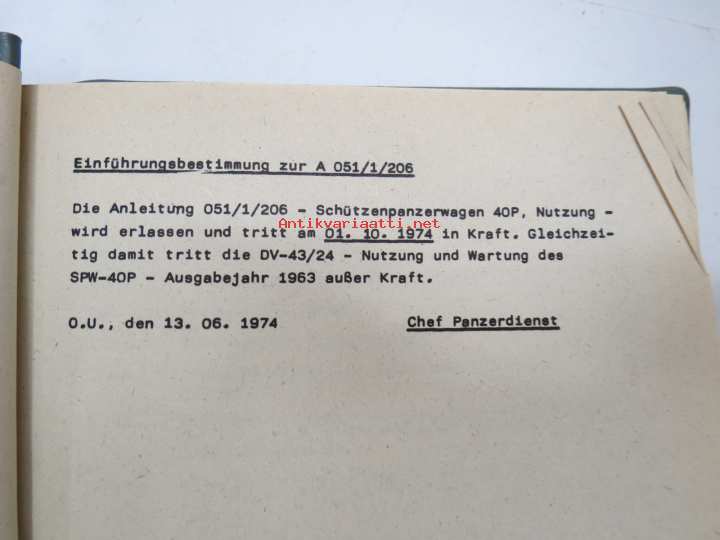 Einführungsbestimmung zur A 051/1/206
Die Anleitung 051/1/206 - Schützenpanzerwagen 40P, Nutzung -
Antikvariaatti.net
wird erlassen und tritt am 01. 10. 1974 in Kraft. Gleichzei-
tig damit tritt die DV-43/24 - Nutzung und Wartung des
SPW-40P - Ausgabejahr 1963 außer Kraft.
O.U., den 13. 06. 1974 Chef Panzerdienst